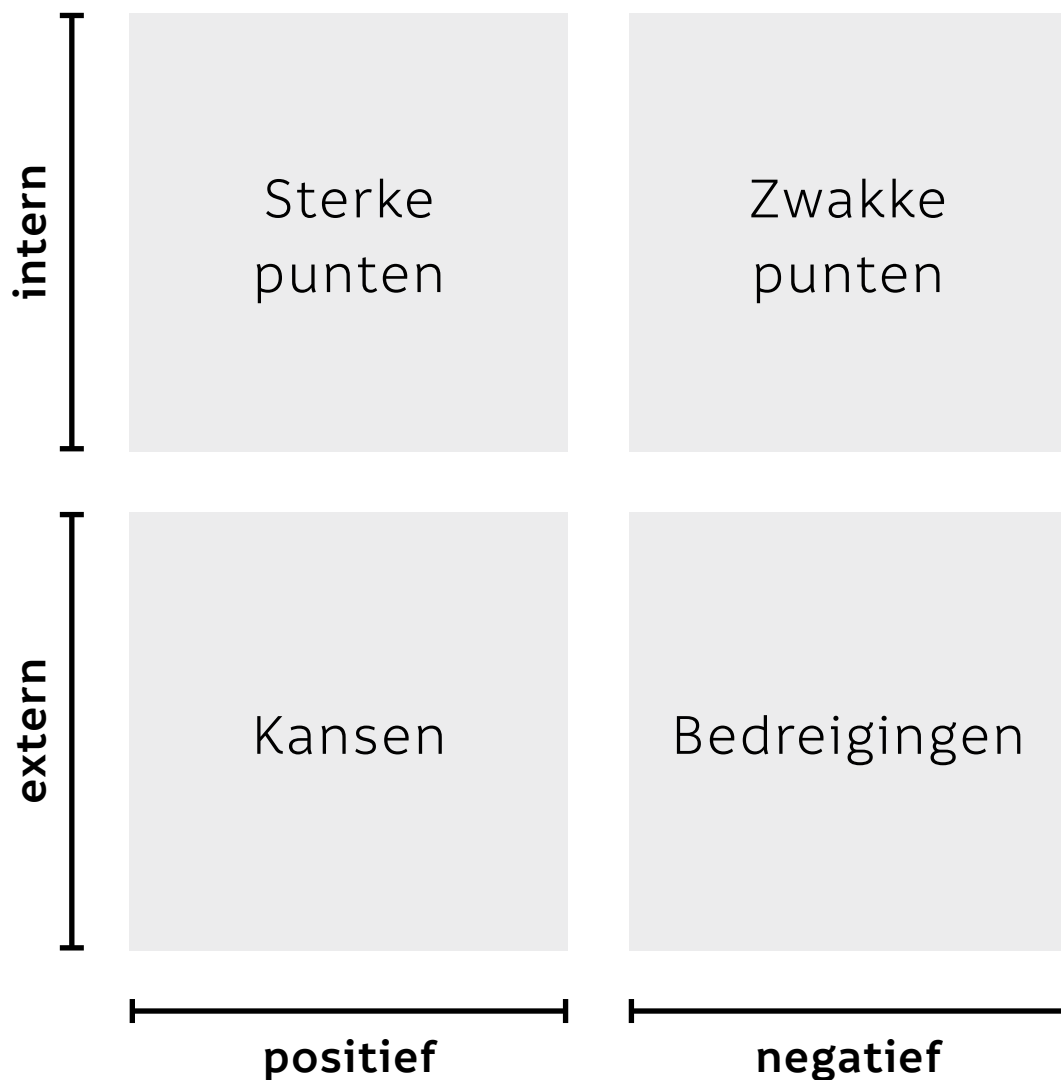 intern
Sterke
punten
Zwakke
punten
extern
Kansen
Bedreigingen
positief
negatief